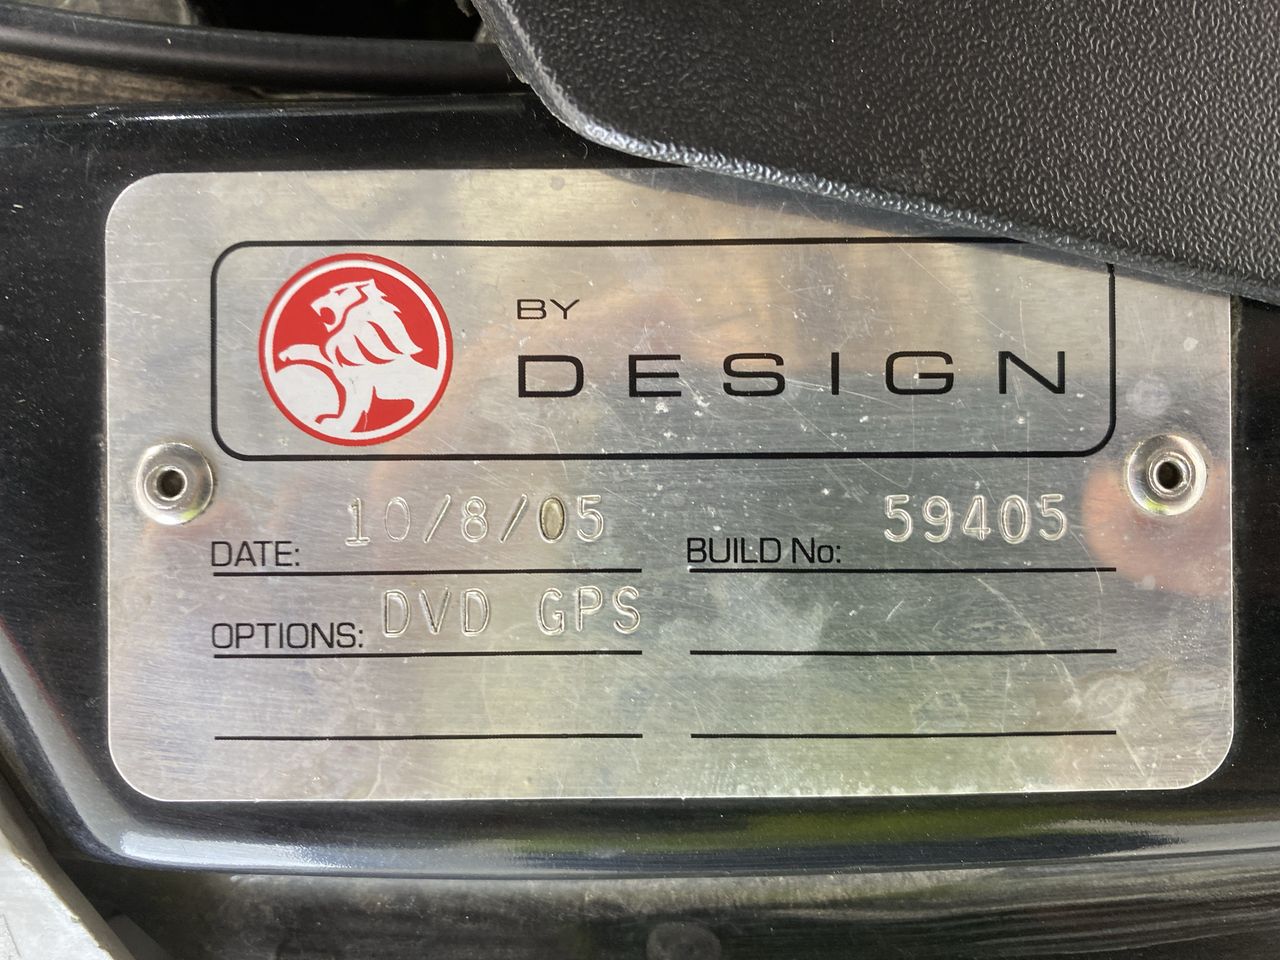 BY
DESIGN
DATE: 10/8/05 BUILD No: 59405
OPTIONS: DVD GPS